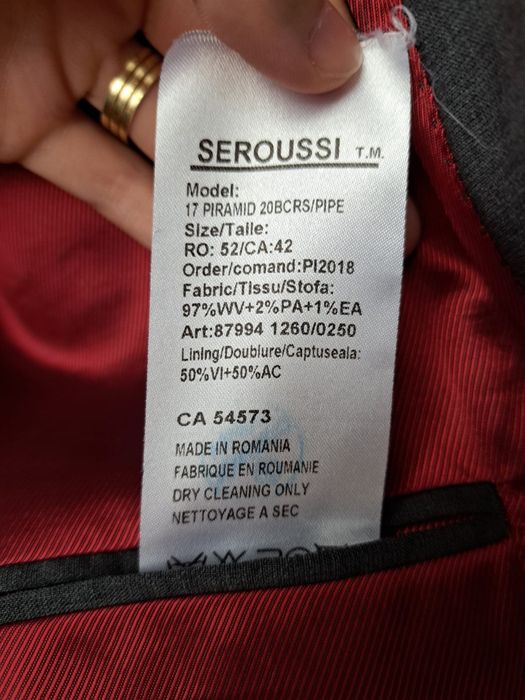 SEROUSSI T.M.
Model:
17 PIRAMID 20BCRS/PIPE
Size/Taile:
RO: 52/CA:42
Order/comand:PI2018
Fabric/Tissu/Stofa:
97%WV+2%PA+1%EA
Art:87994 1260/0250
Lining/Doublure/Captuseala:
50%VI+50%AC
CA 54573
MADE IN ROMANIA
FABRIQUE EN ROUMANIE
DRY CLEANING ONLY
NETTOYAGE A SEC